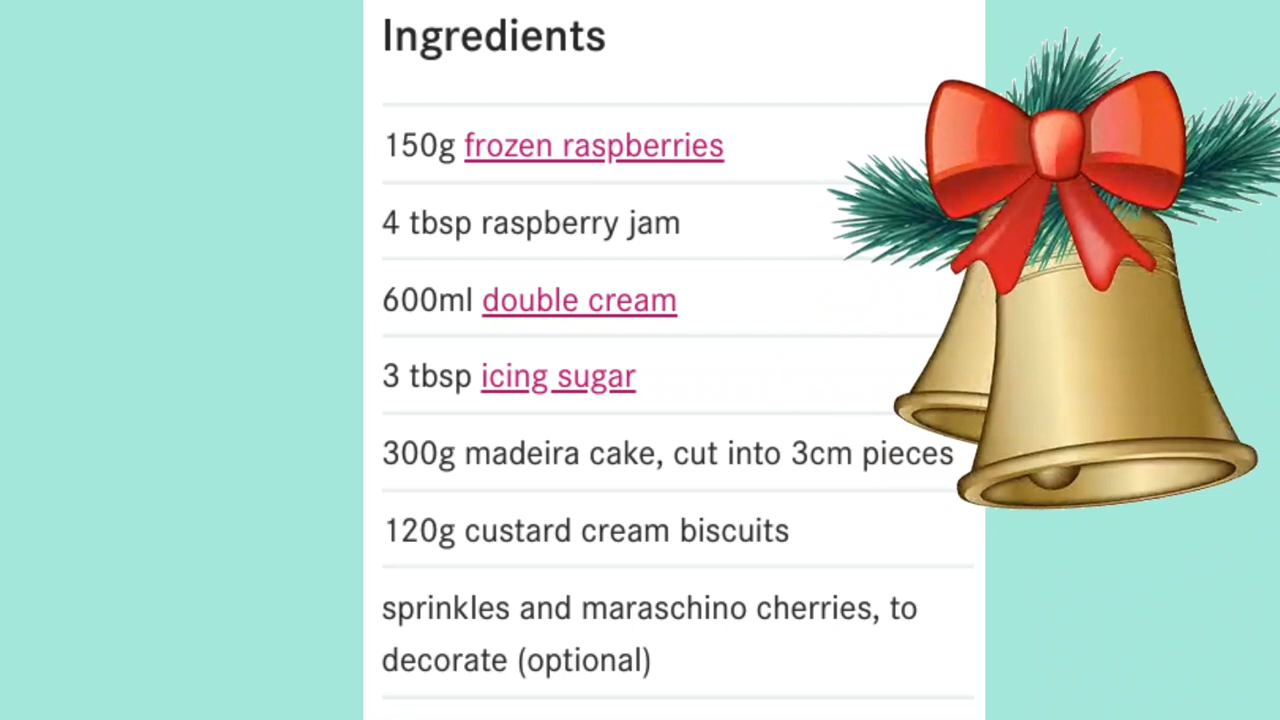 Ingredients
150g frozen raspberries
4 tbsp raspberry jam
600ml double cream
3 tbsp icing sugar
300g madeira cake, cut into 3cm pieces
120g custard cream biscuits
sprinkles and maraschino cherries, to
decorate (optional)